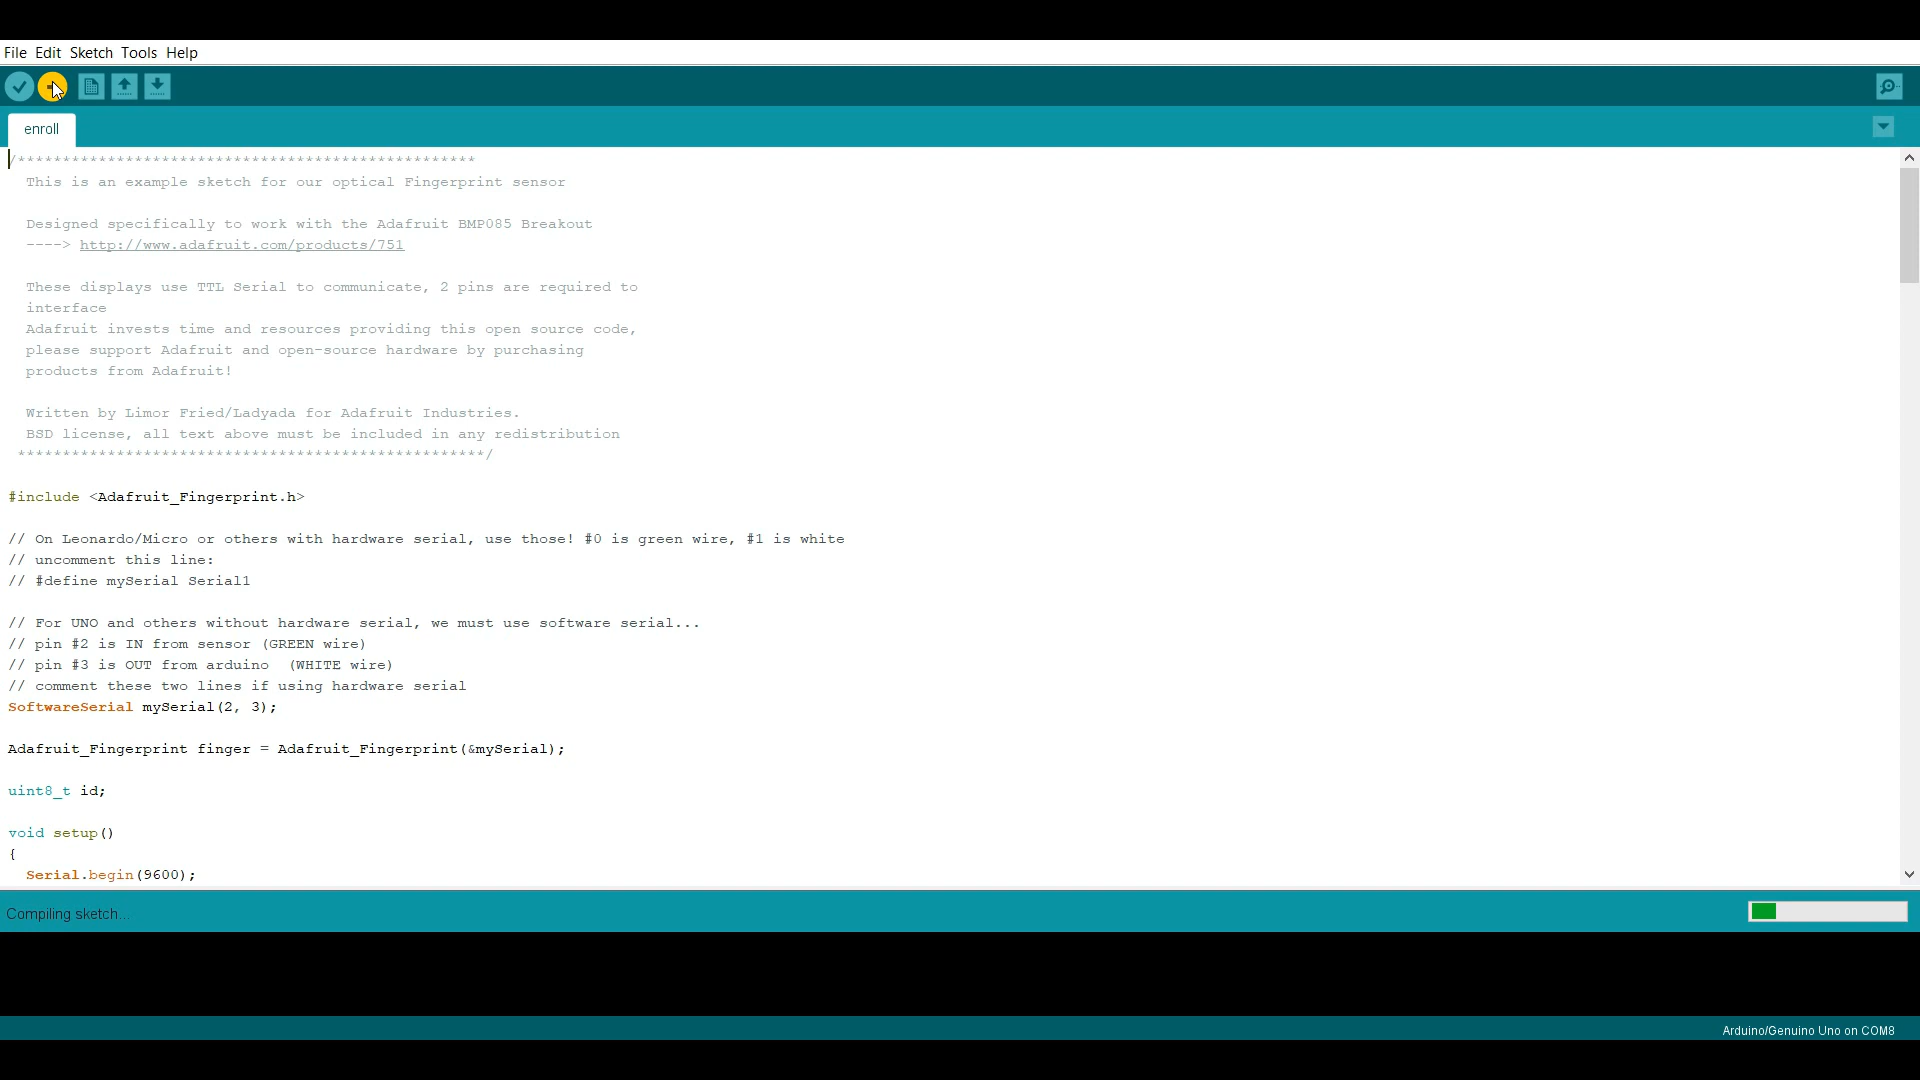 File Edit Sketch Tools Help
enroll
/***************************************************
This is an example sketch for our optical Fingerprint sensor
Designed specifically to work with the Adafruit BMP085 Breakout
----> http://www.adafruit.com/products/751
These displays use TTL Serial to communicate, 2 pins are required to
interface
Adafruit invests time and resources providing this open source code,
please support Adafruit and open-source hardware by purchasing
products from Adafruit!
Written by Limor Fried/Ladyada for Adafruit Industries.
BSD license, all text above must be included in any redistribution
****************************************************/
#include <Adafruit_Fingerprint.h>
// On Leonardo/Micro or others with hardware serial, use those! #0 is green wire, #1 is white
// uncomment this line:
// #define mySerial Serial1
// For UNO and others without hardware serial, we must use software serial...
// pin #2 is IN from sensor (GREEN wire)
// pin #3 is OUT from arduino  (WHITE wire)
// comment these two lines if using hardware serial
SoftwareSerial mySerial(2, 3);
Adafruit_Fingerprint finger = Adafruit_Fingerprint(&mySerial);
uint8_t id;
void setup()
{
Serial.begin(9600);
Compiling sketch...
Arduino/Genuino Uno on COM8